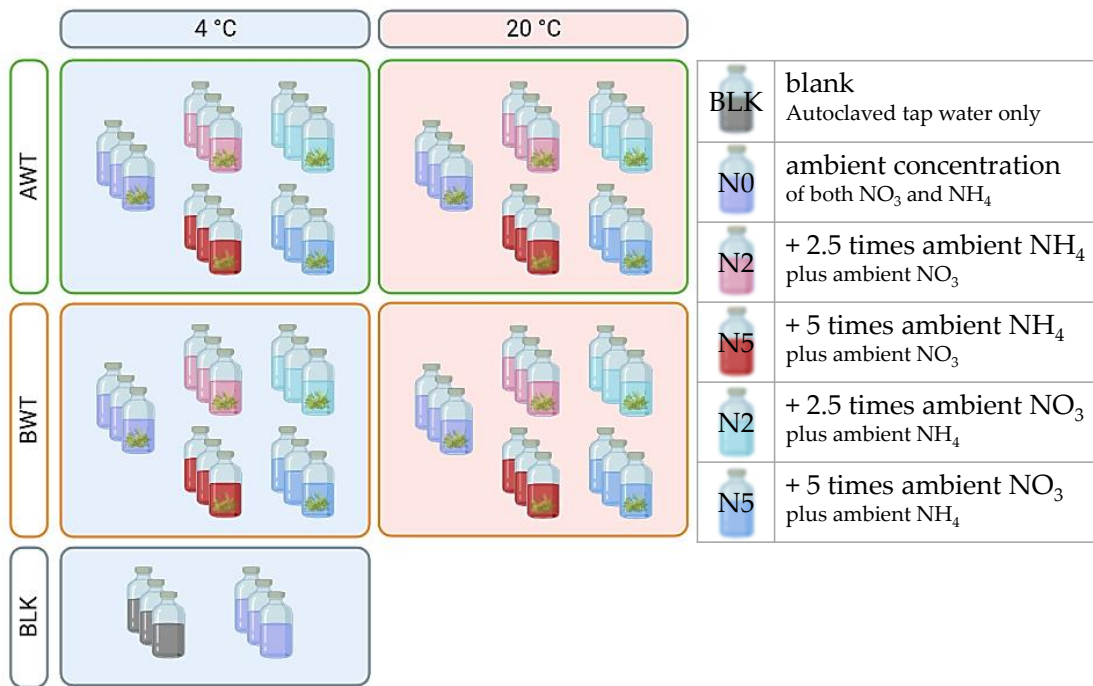 4 °C
20 °C
AWT
BWT
BLK
BLK
blank
Autoclaved tap water only
N0
ambient concentration
of both NO₃ and NH₄
N2
+ 2.5 times ambient NH₄
plus ambient NO₃
N5
+ 5 times ambient NH₄
plus ambient NO₃
N2
+ 2.5 times ambient NO₃
plus ambient NH₄
N5
+ 5 times ambient NO₃
plus ambient NH₄